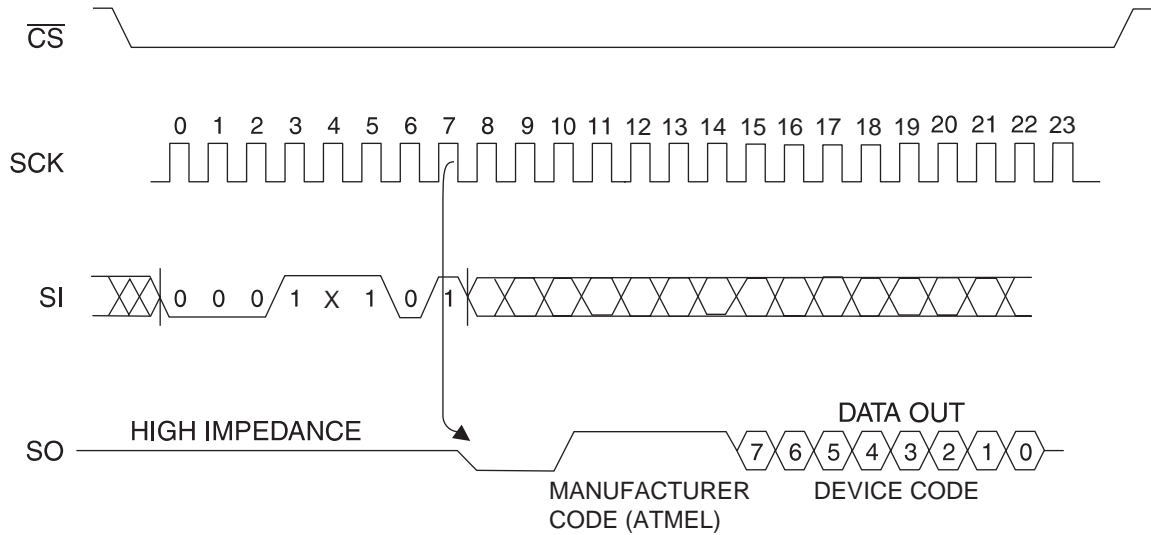 CS
0 1 2 3 4 5 6 7 8 9 10 11 12 13 14 15 16 17 18 19 20 21 22 23
SCK
SI
0 0 0 1 X 1 0 1
HIGH IMPEDANCE
DATA OUT
SO
7 6 5 4 3 2 1 0
MANUFACTURER
CODE (ATMEL)
DEVICE CODE